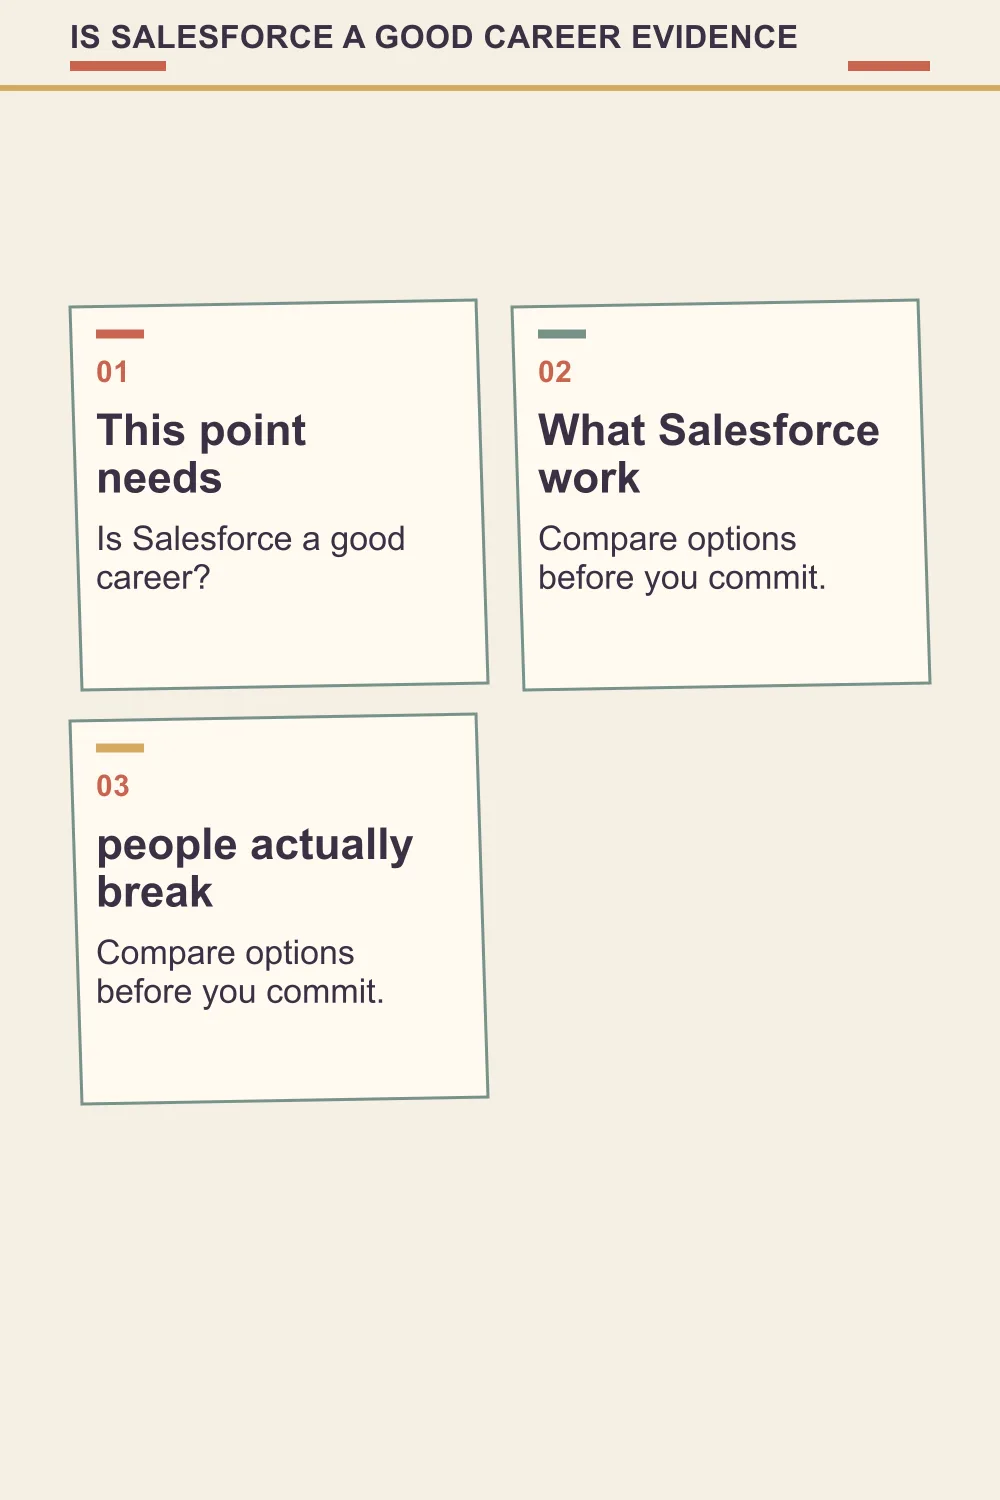 IS SALESFORCE A GOOD CAREER EVIDENCE
01
This point
needs
Is Salesforce a good
career?
02
What Salesforce
work
Compare options
before you commit.
03
people actually
break
Compare options
before you commit.